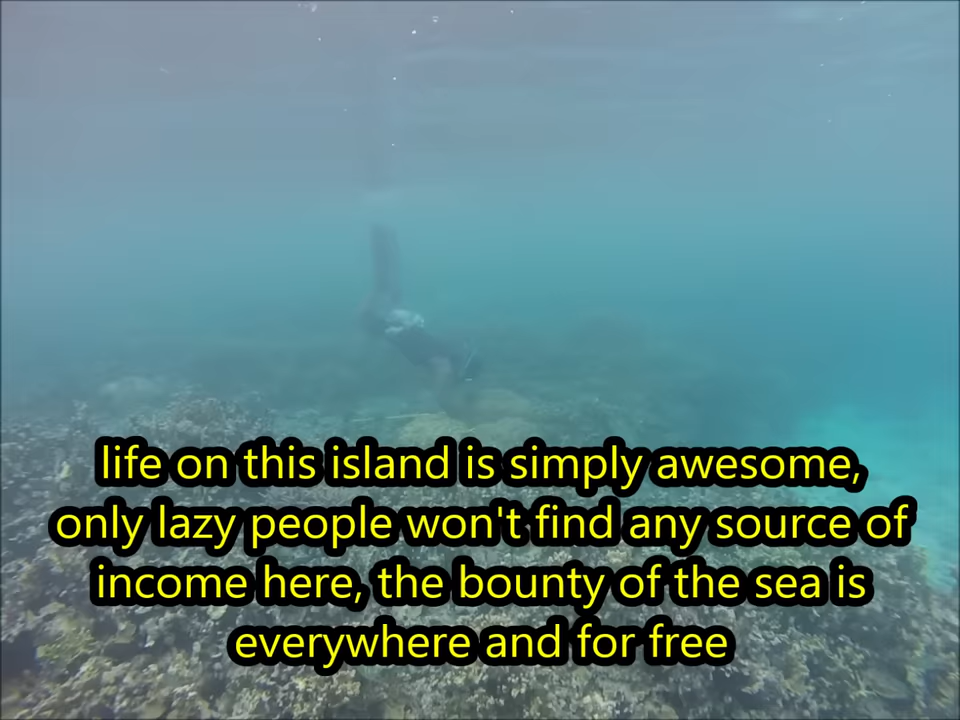 life on this island is simply awesome,
only lazy people won't find any source of
income here, the bounty of the sea is
everywhere and for free